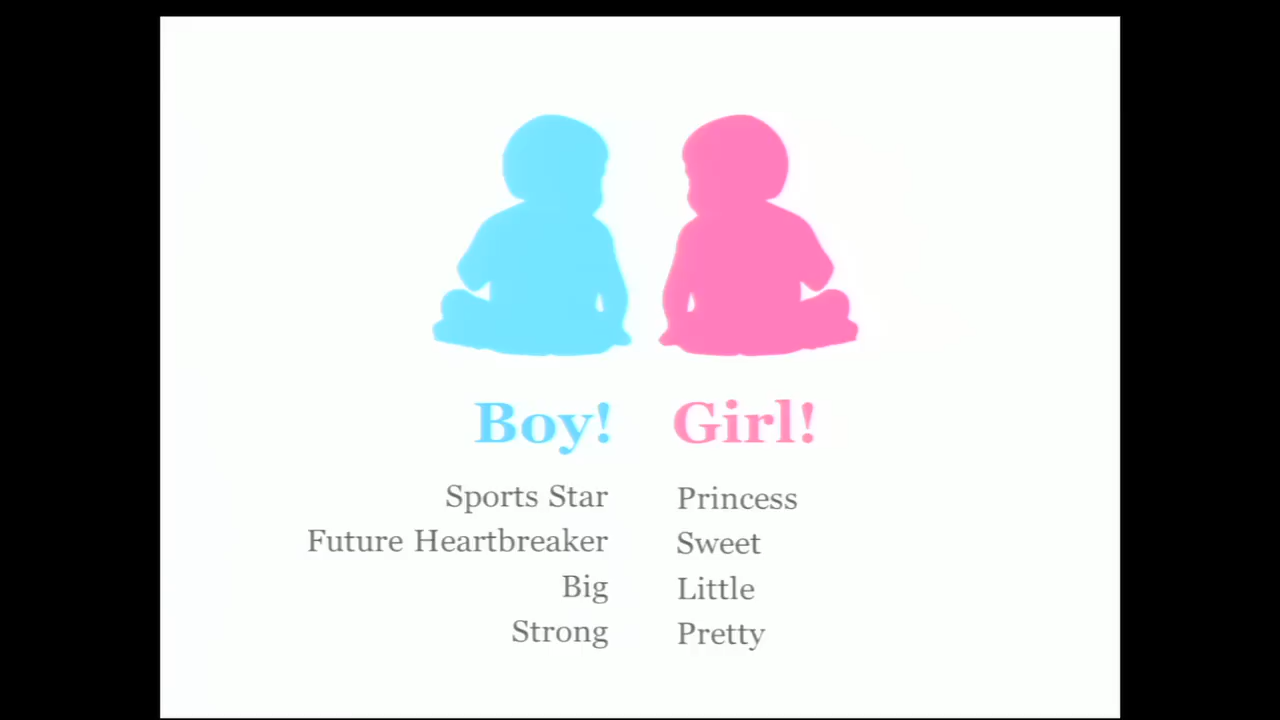 Boy!
Sports Star
Future Heartbreaker
Big
Strong
Girl!
Princess
Sweet
Little
Pretty